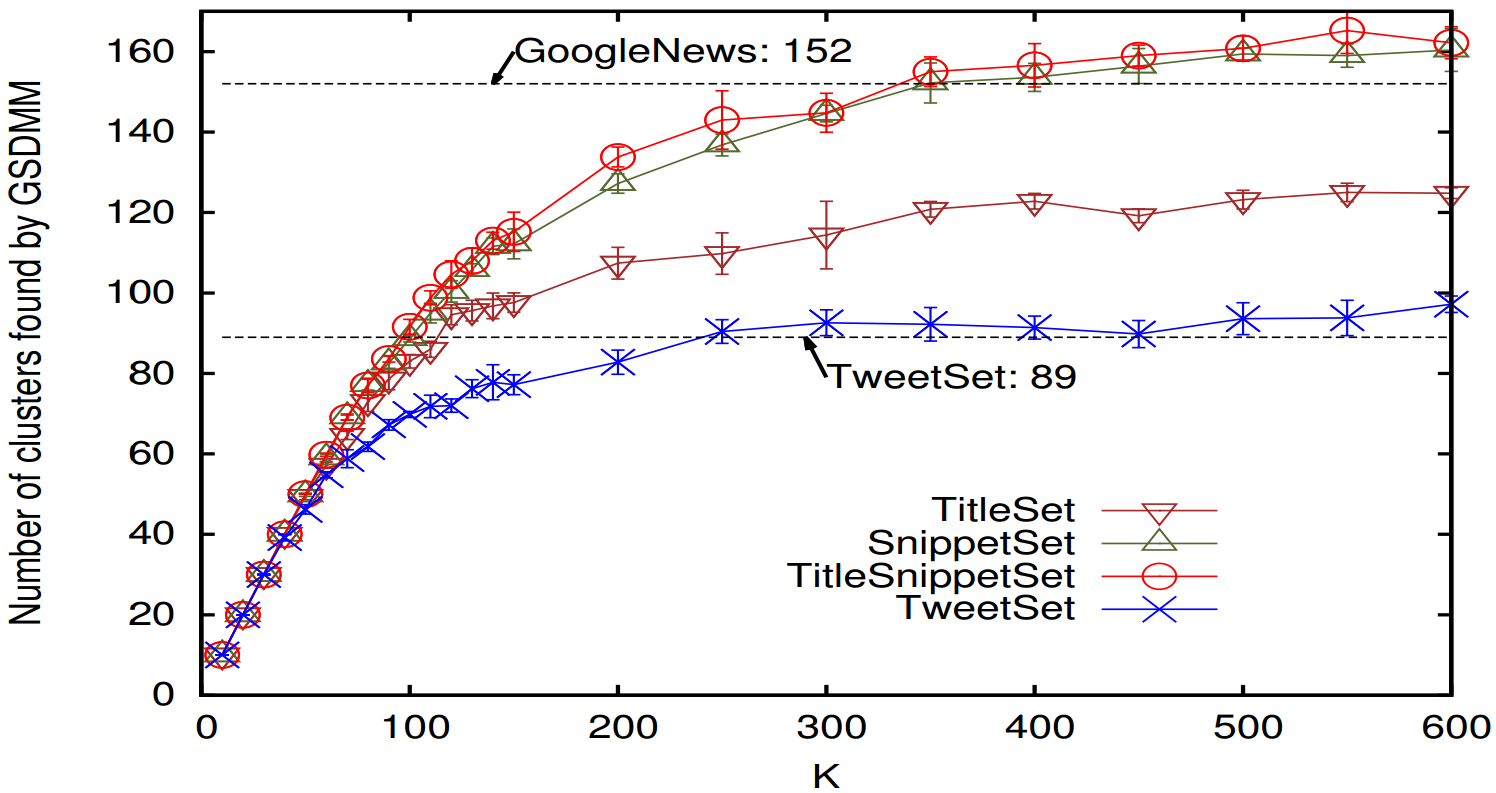 Number of clusters found by GSDMM
160
140
120
100
80
60
40
20
0
GoogleNews: 152
TweetSet: 89
TitleSet
SnippetSet
TitleSnippetSet
TweetSet
0 100 200 300 400 500 600
K